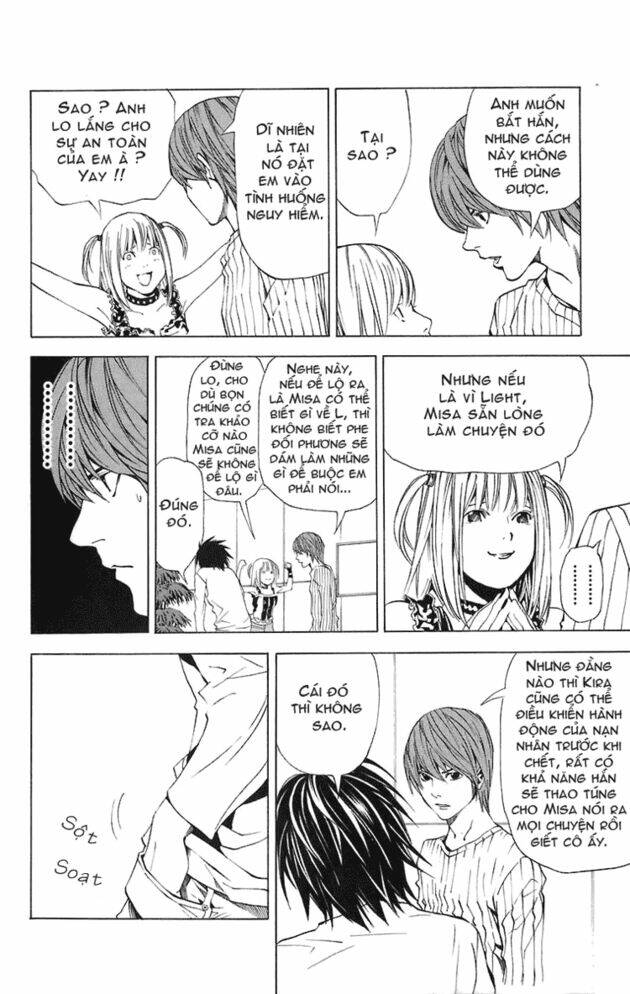 Anh muốn
bắt hắn,
nhưng cách
này không
thể dùng
được.
Tại
sao ?
Dĩ nhiên
là tại
nó đặt
em vào
tình huống
nguy hiểm.
Sao ? Anh
lo lắng cho
sự an toàn
của em à ?
Yay !!
Nhưng nếu
là vì Light,
Misa sẵn lòng
làm chuyện đó
Nghe này,
nếu để lộ ra
là Misa có thể
biết gì về L, thì
không biết phe
đối phương sẽ
dám làm những
gì để buộc em
phải nói...
Đừng
lo, cho
dù bọn
chúng có
tra khảo
cỡ nào
Misa cũng
sẽ không
để lộ gì
đâu.
Đúng
đó.
Nhưng đằng
nào thì Kira
cũng có thể
điều khiển hành
động của nạn
nhân trước khi
chết, rất có
khả năng hắn
sẽ thao túng
cho Misa nói ra
mọi chuyện rồi
giết cô ấy.
Cái đó
thì không
sao.
Sột
Soạt